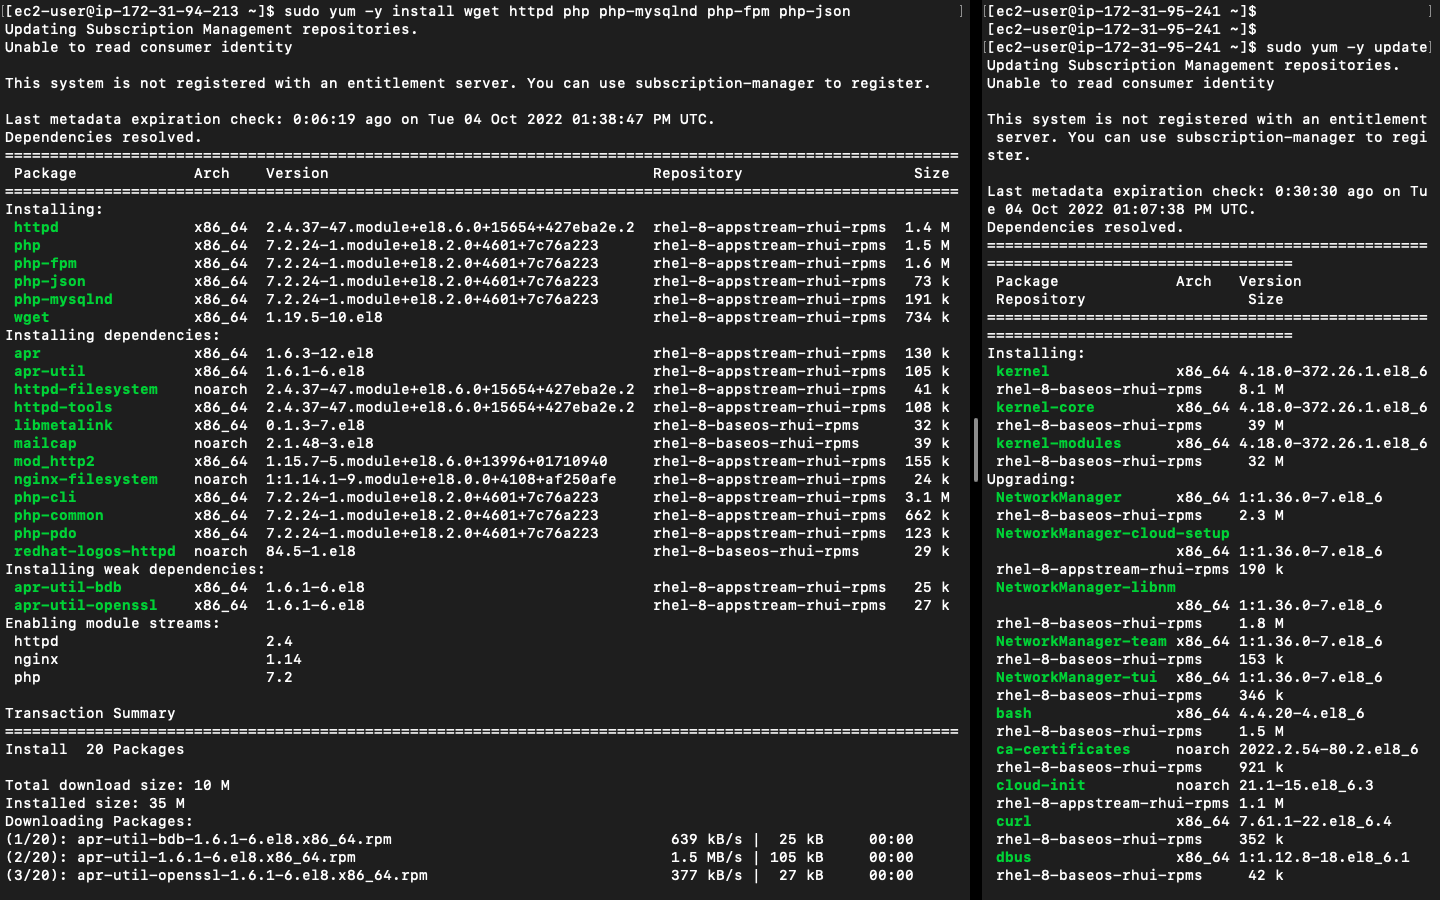 [[ec2-user@ip-172-31-94-213 ~]$ sudo yum -y install wget httpd php php-mysqlnd php-fpm php-json ]
Updating Subscription Management repositories.
Unable to read consumer identity
This system is not registered with an entitlement server. You can use subscription-manager to register.
Last metadata expiration check: 0:06:19 ago on Tue 04 Oct 2022 01:38:47 PM UTC.
Dependencies resolved.
==========================================================================================================
Package Arch Version Repository Size
==========================================================================================================
Installing:
httpd x86_64 2.4.37-47.module+el8.6.0+15654+427eba2e.2 rhel-8-appstream-rhui-rpms 1.4 M
php x86_64 7.2.24-1.module+el8.2.0+4601+7c76a223 rhel-8-appstream-rhui-rpms 1.5 M
php-fpm x86_64 7.2.24-1.module+el8.2.0+4601+7c76a223 rhel-8-appstream-rhui-rpms 1.6 M
php-json x86_64 7.2.24-1.module+el8.2.0+4601+7c76a223 rhel-8-appstream-rhui-rpms 73 k
php-mysqlnd x86_64 7.2.24-1.module+el8.2.0+4601+7c76a223 rhel-8-appstream-rhui-rpms 191 k
wget x86_64 1.19.5-10.el8 rhel-8-appstream-rhui-rpms 734 k
Installing dependencies:
apr x86_64 1.6.3-12.el8 rhel-8-appstream-rhui-rpms 130 k
apr-util x86_64 1.6.1-6.el8 rhel-8-appstream-rhui-rpms 105 k
httpd-filesystem noarch 2.4.37-47.module+el8.6.0+15654+427eba2e.2 rhel-8-appstream-rhui-rpms 41 k
httpd-tools x86_64 2.4.37-47.module+el8.6.0+15654+427eba2e.2 rhel-8-appstream-rhui-rpms 108 k
libmetalink x86_64 0.1.3-7.el8 rhel-8-baseos-rhui-rpms 32 k
mailcap noarch 2.1.48-3.el8 rhel-8-baseos-rhui-rpms 39 k
mod_http2 x86_64 1.15.7-5.module+el8.6.0+13996+01710940 rhel-8-appstream-rhui-rpms 155 k
nginx-filesystem noarch 1:1.14.1-9.module+el8.0.0+4108+af250afe rhel-8-appstream-rhui-rpms 24 k
php-cli x86_64 7.2.24-1.module+el8.2.0+4601+7c76a223 rhel-8-appstream-rhui-rpms 3.1 M
php-common x86_64 7.2.24-1.module+el8.2.0+4601+7c76a223 rhel-8-appstream-rhui-rpms 662 k
php-pdo x86_64 7.2.24-1.module+el8.2.0+4601+7c76a223 rhel-8-appstream-rhui-rpms 123 k
redhat-logos-httpd noarch 84.5-1.el8 rhel-8-baseos-rhui-rpms 29 k
Installing weak dependencies:
apr-util-bdb x86_64 1.6.1-6.el8 rhel-8-appstream-rhui-rpms 25 k
apr-util-openssl x86_64 1.6.1-6.el8 rhel-8-appstream-rhui-rpms 27 k
Enabling module streams:
httpd 2.4
nginx 1.14
php 7.2
Transaction Summary
==========================================================================================================
Install 20 Packages
Total download size: 10 M
Installed size: 35 M
Downloading Packages:
(1/20): apr-util-bdb-1.6.1-6.el8.x86_64.rpm 639 kB/s | 25 kB 00:00
(2/20): apr-util-1.6.1-6.el8.x86_64.rpm 1.5 MB/s | 105 kB 00:00
(3/20): apr-util-openssl-1.6.1-6.el8.x86_64.rpm 377 kB/s | 27 kB 00:00
[[ec2-user@ip-172-31-95-241 ~]$ ]
[ec2-user@ip-172-31-95-241 ~]$
[[ec2-user@ip-172-31-95-241 ~]$ sudo yum -y update]
Updating Subscription Management repositories.
Unable to read consumer identity
This system is not registered with an entitlement
server. You can use subscription-manager to regi
ster.
Last metadata expiration check: 0:30:30 ago on Tu
e 04 Oct 2022 01:07:38 PM UTC.
Dependencies resolved.
=================================================
==================================
Package Arch Version
Repository Size
=================================================
==================================
Installing:
kernel x86_64 4.18.0-372.26.1.el8_6
rhel-8-baseos-rhui-rpms 8.1 M
kernel-core x86_64 4.18.0-372.26.1.el8_6
rhel-8-baseos-rhui-rpms 39 M
kernel-modules x86_64 4.18.0-372.26.1.el8_6
rhel-8-baseos-rhui-rpms 32 M
Upgrading:
NetworkManager x86_64 1:1.36.0-7.el8_6
rhel-8-baseos-rhui-rpms 2.3 M
NetworkManager-cloud-setup
x86_64 1:1.36.0-7.el8_6
rhel-8-appstream-rhui-rpms 190 k
NetworkManager-libnm
x86_64 1:1.36.0-7.el8_6
rhel-8-baseos-rhui-rpms 1.8 M
NetworkManager-team x86_64 1:1.36.0-7.el8_6
rhel-8-baseos-rhui-rpms 153 k
NetworkManager-tui x86_64 1:1.36.0-7.el8_6
rhel-8-baseos-rhui-rpms 346 k
bash x86_64 4.4.20-4.el8_6
rhel-8-baseos-rhui-rpms 1.5 M
ca-certificates noarch 2022.2.54-80.2.el8_6
rhel-8-baseos-rhui-rpms 921 k
cloud-init noarch 21.1-15.el8_6.3
rhel-8-appstream-rhui-rpms 1.1 M
curl x86_64 7.61.1-22.el8_6.4
rhel-8-baseos-rhui-rpms 352 k
dbus x86_64 1:1.12.8-18.el8_6.1
rhel-8-baseos-rhui-rpms 42 k